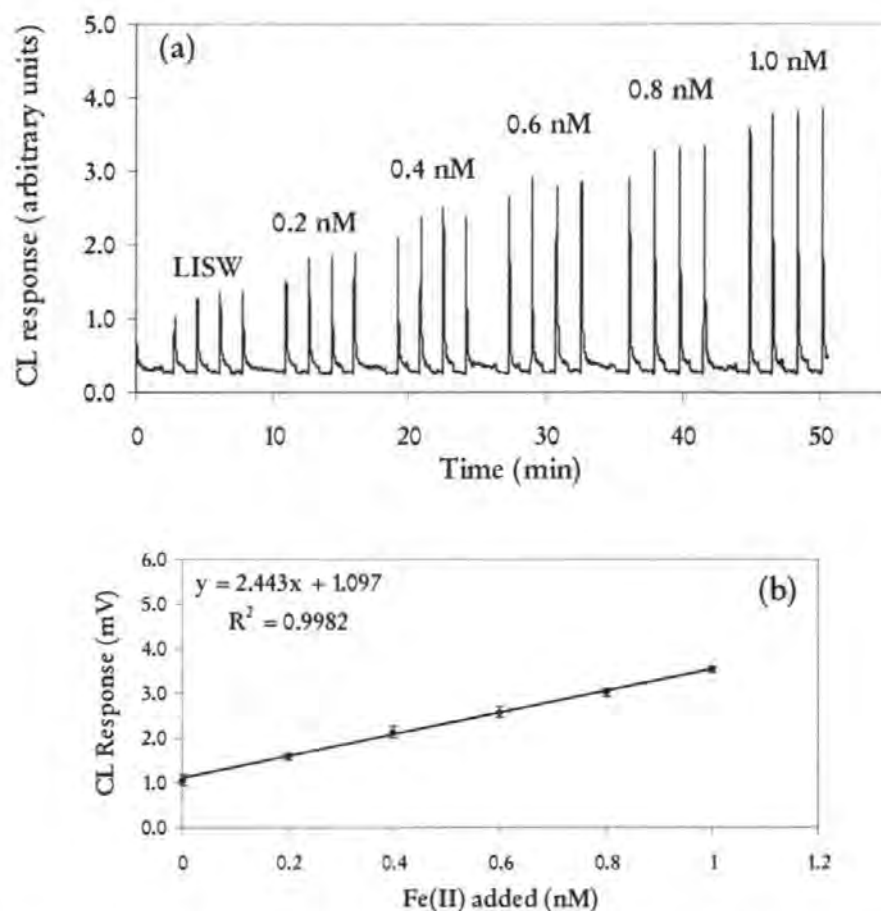 (a)
CL response (arbitrary units)
5.0
4.0
3.0
2.0
1.0
0.0
LISW
0.2 nM
0.4 nM
0.6 nM
0.8 nM
1.0 nM
0 10 20 30 40 50
Time (min)
(b)
y = 2.443x + 1.097
R² = 0.9982
CL Response (mV)
6.0
5.0
4.0
3.0
2.0
1.0
0.0
0 0.2 0.4 0.6 0.8 1 1.2
Fe(II) added (nM)